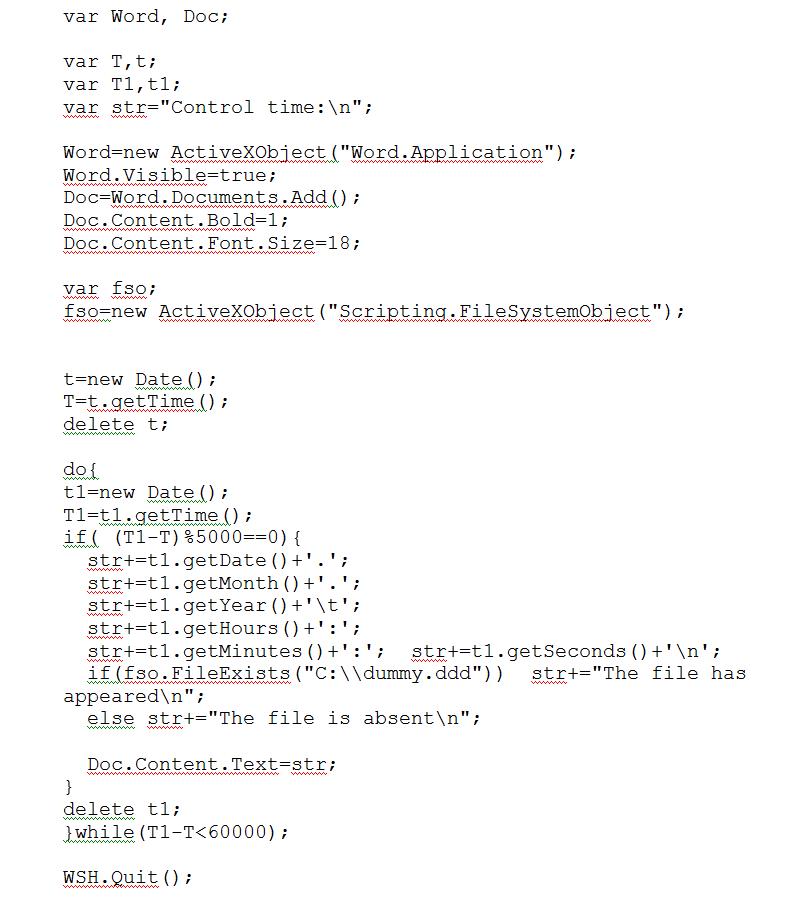 var Word, Doc;
var T,t;
var T1,t1;
var str="Control time:\n";
Word=new ActiveXObject("Word.Application");
Word.Visible=true;
Doc=Word.Documents.Add();
Doc.Content.Bold=1;
Doc.Content.Font.Size=18;
var fso;
fso=new ActiveXObject("Scripting.FileSystemObject");
t=new Date();
T=t.getTime();
delete t;
do{
t1=new Date();
T1=t1.getTime();
if( (T1-T)%5000==0){
  str+=t1.getDate()+'.';
  str+=t1.getMonth()+'.';
  str+=t1.getYear()+'\t';
  str+=t1.getHours()+':';
  str+=t1.getMinutes()+':';  str+=t1.getSeconds()+'\n';
  if(fso.FileExists("C:\\dummy.ddd"))  str+="The file has
appeared\n";
  else str+="The file is absent\n";
  Doc.Content.Text=str;
}
delete t1;
}while(T1-T<60000);
WSH.Quit();